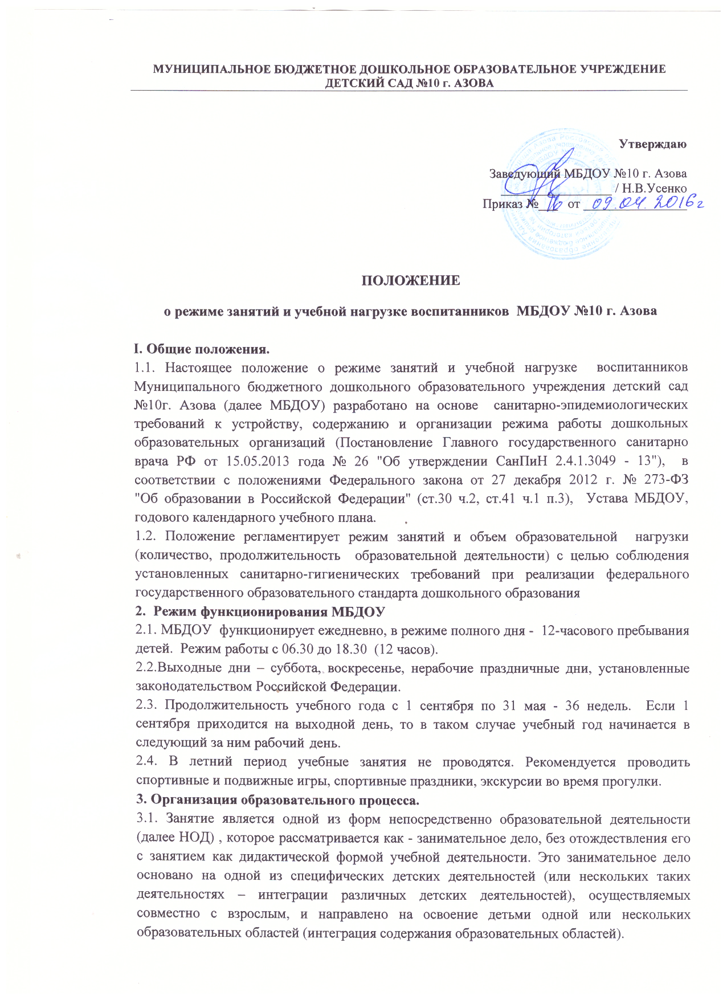 МУНИЦИПАЛЬНОЕ БЮДЖЕТНОЕ ДОШКОЛЬНОЕ ОБРАЗОВАТЕЛЬНОЕ УЧРЕЖДЕНИЕ
ДЕТСКИЙ САД №10 г. АЗОВА
Утверждаю
Заведующий МБДОУ №10 г. Азова
/ Н.В.Усенко
Приказ № от 09.04.2016г
ПОЛОЖЕНИЕ
о режиме занятий и учебной нагрузке воспитанников МБДОУ №10 г. Азова
I. Общие положения.
1.1. Настоящее положение о режиме занятий и учебной нагрузке воспитанников
Муниципального бюджетного дошкольного образовательного учреждения детский сад
№10г. Азова (далее МБДОУ) разработано на основе санитарно-эпидемиологических
требований к устройству, содержанию и организации режима работы дошкольных
образовательных организаций (Постановление Главного государственного санитарно
врача РФ от 15.05.2013 года № 26 "Об утверждении СанПиН 2.4.1.3049 - 13"), в
соответствии с положениями Федерального закона от 27 декабря 2012 г. № 273-ФЗ
"Об образовании в Российской Федерации" (ст.30 ч.2, ст.41 ч.1 п.3), Устава МБДОУ,
годового календарного учебного плана.
1.2. Положение регламентирует режим занятий и объем образовательной нагрузки
(количество, продолжительность образовательной деятельности) с целью соблюдения
установленных санитарно-гигиенических требований при реализации федерального
государственного образовательного стандарта дошкольного образования
2. Режим функционирования МБДОУ
2.1. МБДОУ функционирует ежедневно, в режиме полного дня - 12-часового пребывания
детей. Режим работы с 06.30 до 18.30 (12 часов).
2.2.Выходные дни – суббота, воскресенье, нерабочие праздничные дни, установленные
законодательством Российской Федерации.
2.3. Продолжительность учебного года с 1 сентября по 31 мая - 36 недель. Если 1
сентября приходится на выходной день, то в таком случае учебный год начинается в
следующий за ним рабочий день.
2.4. В летний период учебные занятия не проводятся. Рекомендуется проводить
спортивные и подвижные игры, спортивные праздники, экскурсии во время прогулки.
3. Организация образовательного процесса.
3.1. Занятие является одной из форм непосредственно образовательной деятельности
(далее НОД) , которое рассматривается как - занимательное дело, без отождествления его
с занятием как дидактической формой учебной деятельности. Это занимательное дело
основано на одной из специфических детских деятельностей (или нескольких таких
деятельностях – интеграции различных детских деятельностей), осуществляемых
совместно с взрослым, и направлено на освоение детьми одной или нескольких
образовательных областей (интеграция содержания образовательных областей).